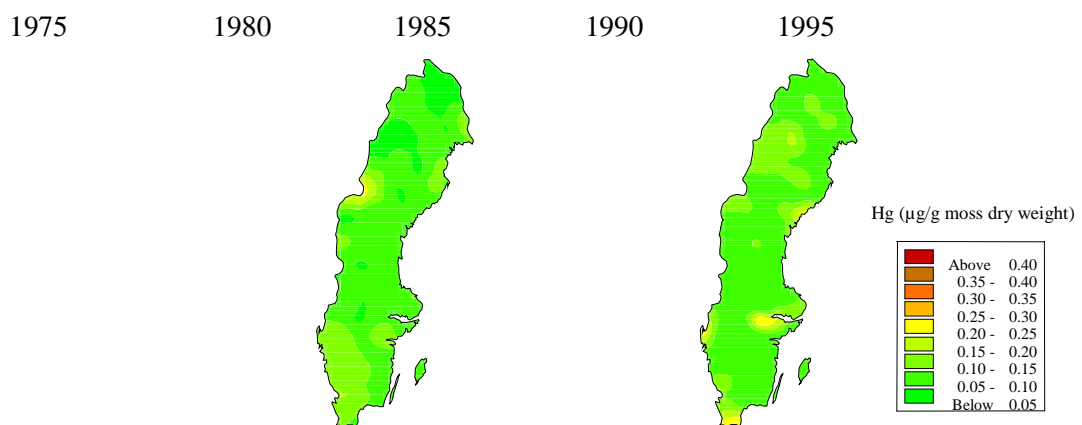 1975 1980 1985 1990 1995
Hg (µg/g moss dry weight)
Above 0.40
0.35 - 0.40
0.30 - 0.35
0.25 - 0.30
0.20 - 0.25
0.15 - 0.20
0.10 - 0.15
0.05 - 0.10
Below 0.05